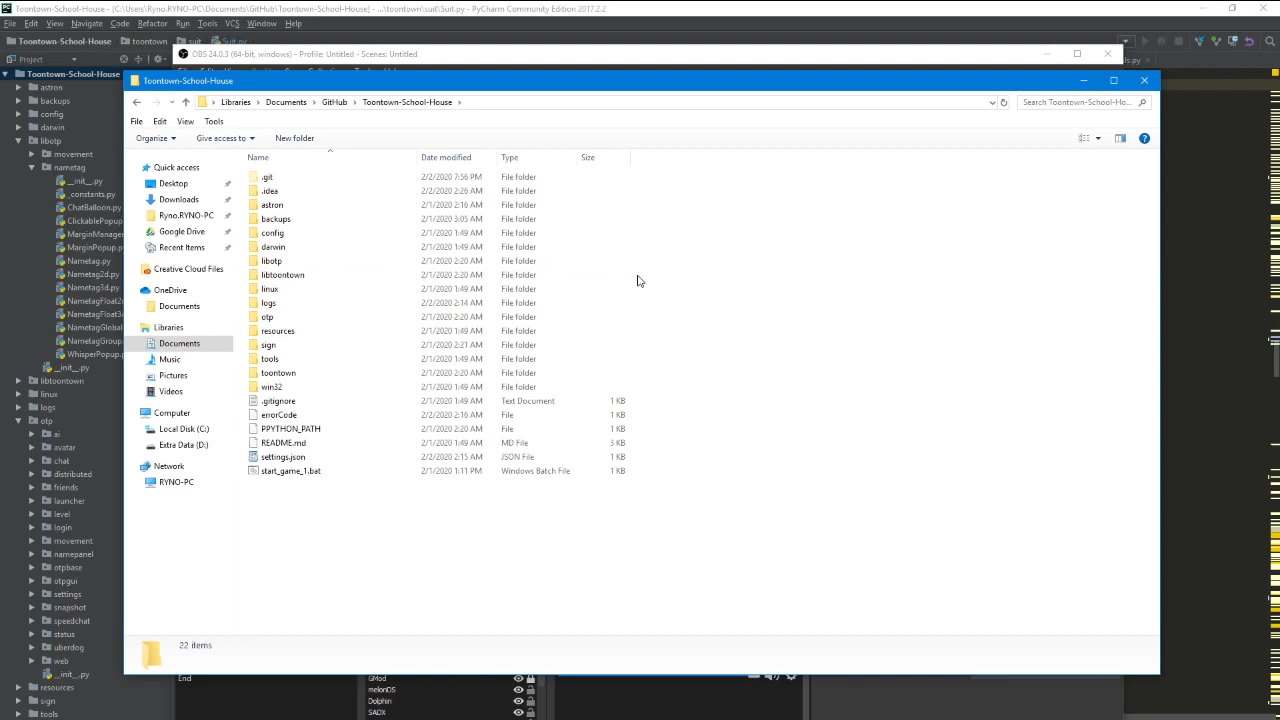 Toontown-School-House - [C:\Users\Ryno.RYNO-PC\Documents\GitHub\Toontown-School-House] - ...\toontown\suit\Suit.py - PyCharm Community Edition 2017.2.2
File Edit View Navigate Code Refactor Run Tools VCS Window Help
Toontown-School-House toontown suit Suit.py
OBS 24.0.3 (64-bit, windows) - Profile: Untitled - Scenes: Untitled
Project
Toontown-School-House
astron
backups
config
darwin
libotp
movement
nametag
__init__.py
_constants.py
ChatBalloon.py
ClickablePopup
MarginManage
MarginPopup.p
Nametag.py
Nametag2d.py
Nametag3d.py
NametagFloat2
NametagFloat3
NametagGlobal
NametagGroup
WhisperPopup.
__init__.py
libtoontown
linux
logs
otp
ai
avatar
chat
distributed
friends
launcher
level
login
movement
namepanel
otpbase
otpgui
settings
snapshot
speedchat
status
uberdog
web
__init__.py
resources
sign
tools
Toontown-School-House
Libraries Documents GitHub Toontown-School-House
Search Toontown-School-Ho...
File Edit View Tools
Organize Give access to New folder
Name Date modified Type Size
Quick access
Desktop
Downloads
Ryno.RYNO-PC
Google Drive
Recent Items
Creative Cloud Files
OneDrive
Documents
Libraries
Documents
Music
Pictures
Videos
Computer
Local Disk (C:)
Extra Data (D:)
Network
RYNO-PC
.git 2/2/2020 7:56 PM File folder
.idea 2/2/2020 2:26 AM File folder
astron 2/1/2020 2:16 AM File folder
backups 2/1/2020 3:05 AM File folder
config 2/1/2020 1:49 AM File folder
darwin 2/1/2020 1:49 AM File folder
libotp 2/1/2020 2:20 AM File folder
libtoontown 2/1/2020 2:20 AM File folder
linux 2/1/2020 1:49 AM File folder
logs 2/2/2020 2:14 AM File folder
otp 2/1/2020 2:20 AM File folder
resources 2/1/2020 1:49 AM File folder
sign 2/1/2020 2:21 AM File folder
tools 2/1/2020 1:49 AM File folder
toontown 2/1/2020 2:20 AM File folder
win32 2/1/2020 1:49 AM File folder
.gitignore 2/1/2020 1:49 AM Text Document 1 KB
errorCode 2/2/2020 2:16 AM File 1 KB
PPYTHON_PATH 2/1/2020 2:20 AM File 1 KB
README.md 2/1/2020 1:49 AM MD File 3 KB
settings.json 2/2/2020 2:15 AM JSON File 1 KB
start_game_1.bat 2/1/2020 1:11 PM Windows Batch File 1 KB
22 items
End
GMod
melonDS
Dolphin
SADX